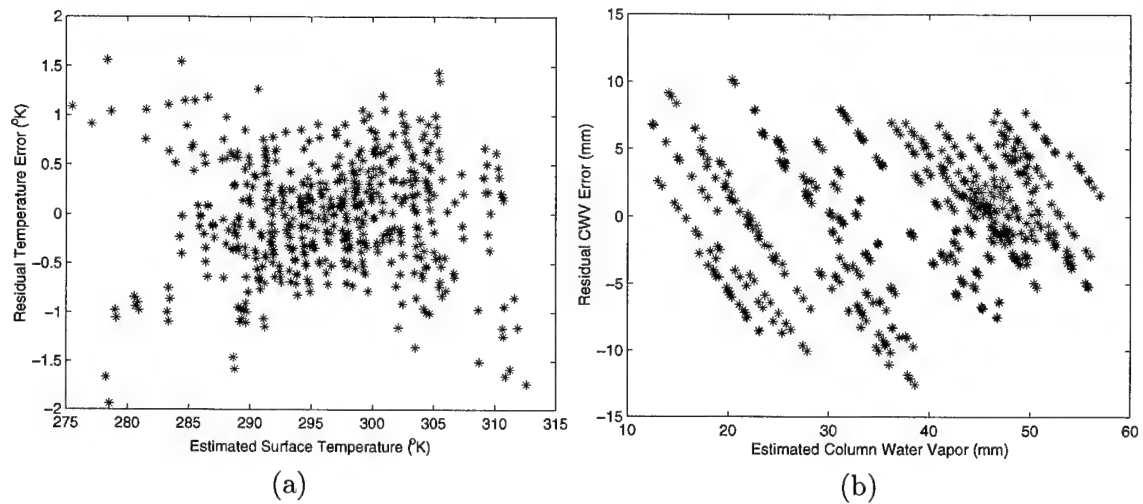 2
1.5
1
0.5
0
−0.5
−1
−1.5
−2
Residual Temperature Error (⁰K)
275 280 285 290 295 300 305 310 315
Estimated Surface Temperature (⁰K)
(a)
15
10
5
0
−5
−10
−15
Residual CWV Error (mm)
10 20 30 40 50 60
Estimated Column Water Vapor (mm)
(b)